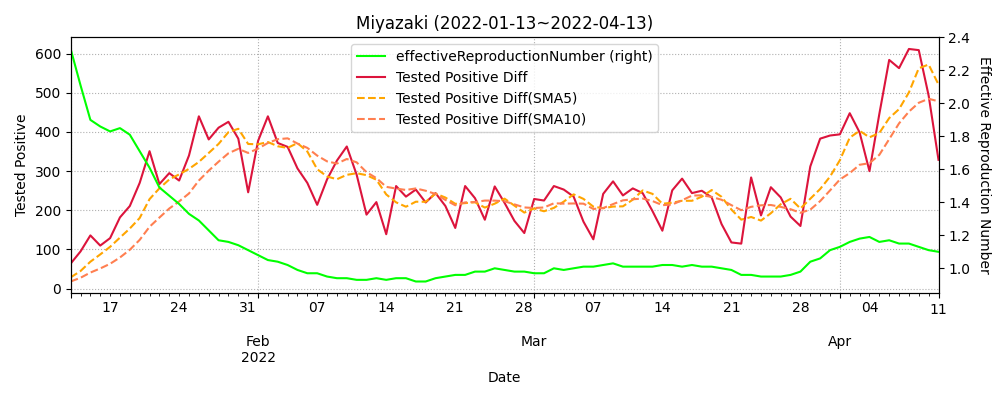 Miyazaki (2022-01-13~2022-04-13)
effectiveReproductionNumber (right)
Tested Positive Diff
Tested Positive Diff(SMA5)
Tested Positive Diff(SMA10)
Tested Positive
600
500
400
300
200
100
0
Effective Reproduction Number
2.4
2.2
2.0
1.8
1.6
1.4
1.2
1.0
17 24 31 07 14 21 28 07 14 21 28 04 11
Feb Mar Apr
2022
Date